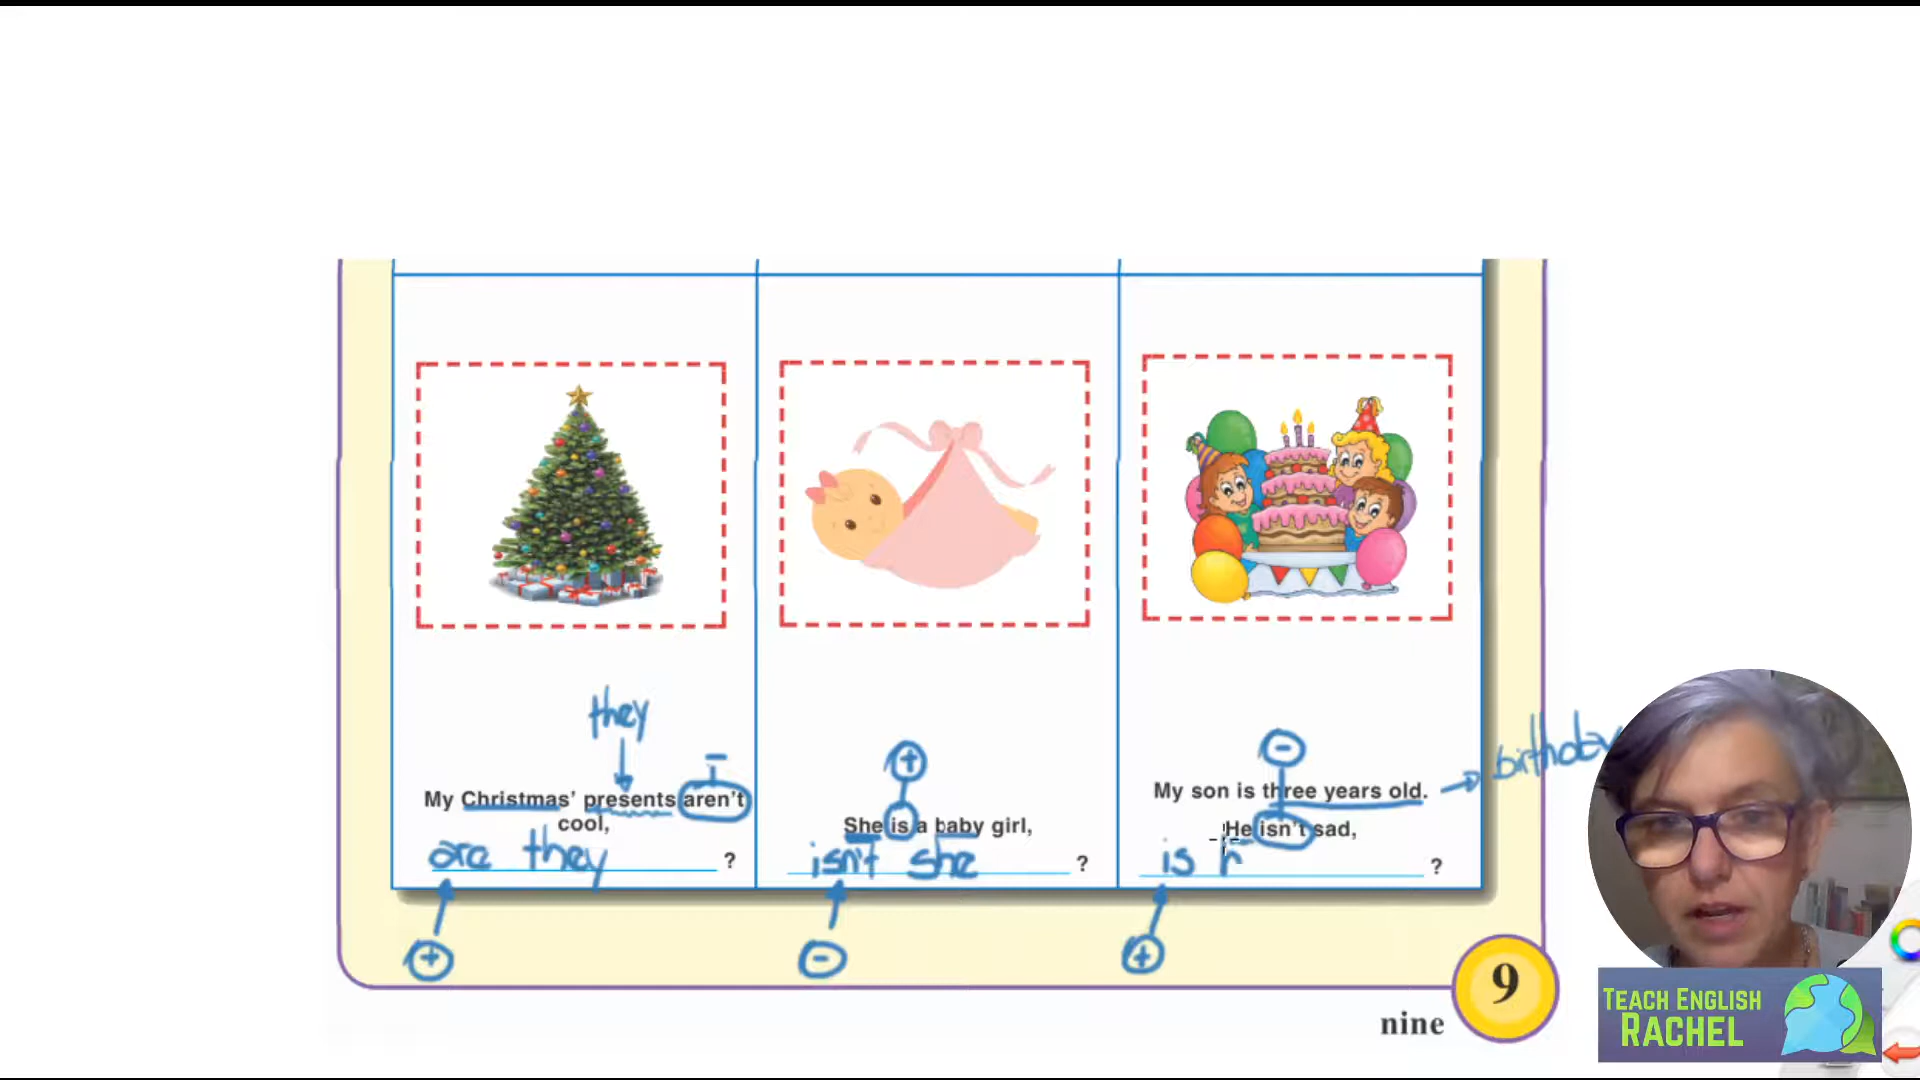 they
My Christmas' presents aren't
cool,
are they ?
She is a baby girl,
isn't she ?
My son is three years old.
He isn't sad,
is h ?
9
nine
TEACH ENGLISH
RACHEL